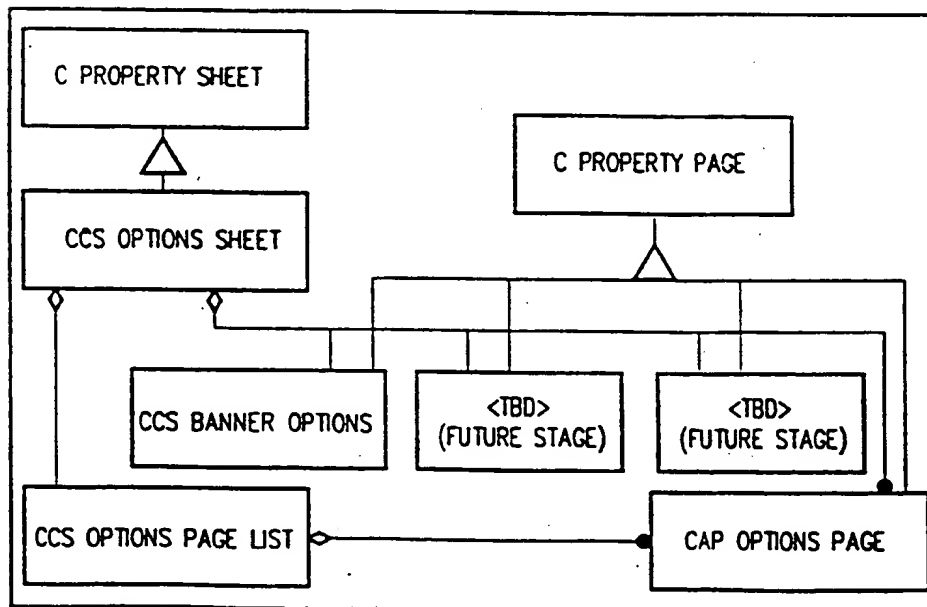 C PROPERTY SHEET
C PROPERTY PAGE
CCS OPTIONS SHEET
CCS BANNER OPTIONS
<TBD>
(FUTURE STAGE)
<TBD>
(FUTURE STAGE)
CCS OPTIONS PAGE LIST
CAP OPTIONS PAGE